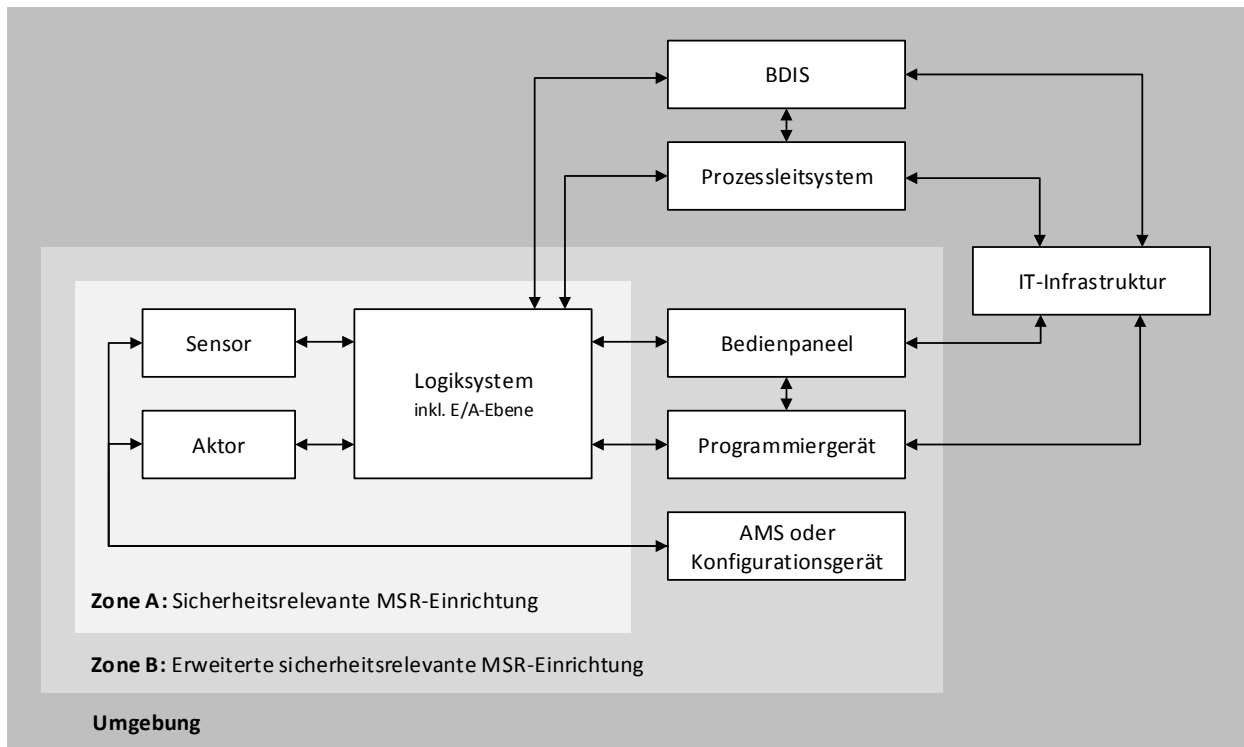 BDIS
Prozessleitsystem
IT-Infrastruktur
Sensor
Bedienpaneel
Logiksystem
inkl. E/A-Ebene
Aktor
Programmiergerät
AMS oder
Konfigurationsgerät
Zone A: Sicherheitsrelevante MSR-Einrichtung
Zone B: Erweiterte sicherheitsrelevante MSR-Einrichtung
Umgebung